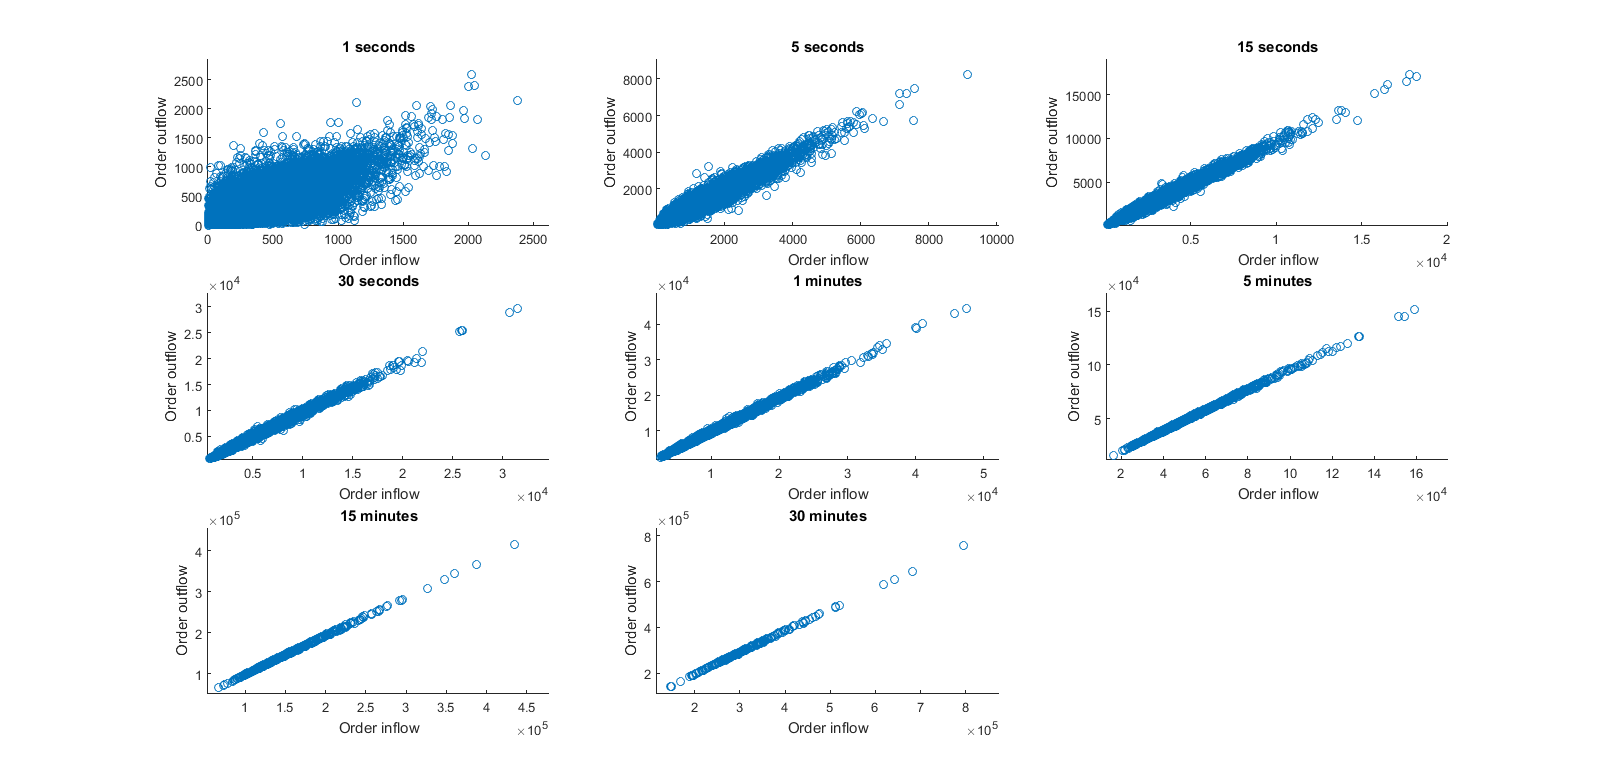 1 seconds
Order outflow
2500
2000
1500
1000
500
0
0 500 1000 1500 2000 2500
Order inflow
5 seconds
Order outflow
8000
6000
4000
2000
2000 4000 6000 8000 10000
Order inflow
15 seconds
Order outflow
15000
10000
5000
0.5 1 1.5 2
Order inflow
×10^4
30 seconds
×10^4
Order outflow
3
2.5
2
1.5
1
0.5
0.5 1 1.5 2 2.5 3
Order inflow
×10^4
1 minutes
×10^4
Order outflow
4
3
2
1
1 2 3 4 5
Order inflow
×10^4
5 minutes
×10^4
Order outflow
15
10
5
2 4 6 8 10 12 14 16
Order inflow
×10^4
15 minutes
×10^5
Order outflow
4
3
2
1
1 1.5 2 2.5 3 3.5 4 4.5
Order inflow
×10^5
30 minutes
×10^5
Order outflow
8
6
4
2
2 3 4 5 6 7 8
Order inflow
×10^5